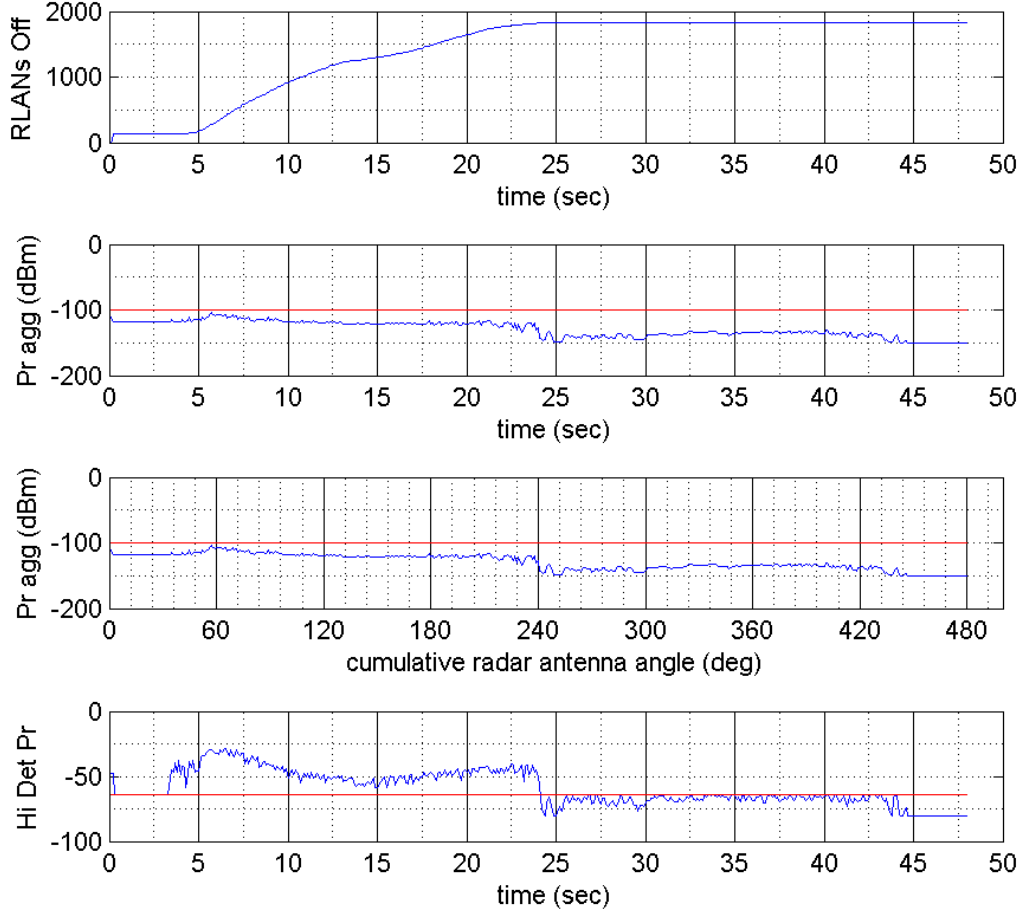 RLANs Off
2000
1000
0
0 5 10 15 20 25 30 35 40 45 50
time (sec)
Pr agg (dBm)
0
-100
-200
0 5 10 15 20 25 30 35 40 45 50
time (sec)
Pr agg (dBm)
0
-100
-200
0 60 120 180 240 300 360 420 480
cumulative radar antenna angle (deg)
Hi Det Pr
0
-50
-100
0 5 10 15 20 25 30 35 40 45 50
time (sec)